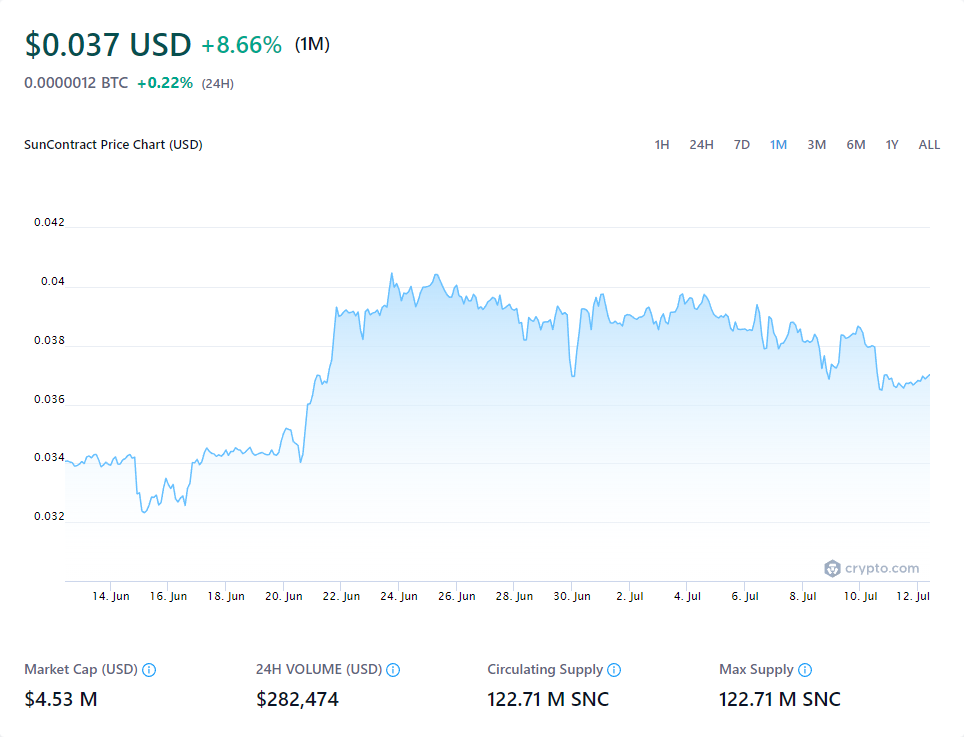 $0.037 USD +8.66% (1M)
0.0000012 BTC +0.22% (24H)
SunContract Price Chart (USD) 1H 24H 7D 1M 3M 6M 1Y ALL
0.042
0.04
0.038
0.036
0.034
0.032
crypto.com
14. Jun 16. Jun 18. Jun 20. Jun 22. Jun 24. Jun 26. Jun 28. Jun 30. Jun 2. Jul 4. Jul 6. Jul 8. Jul 10. Jul 12. Jul
Market Cap (USD) 24H VOLUME (USD) Circulating Supply Max Supply
$4.53 M $282,474 122.71 M SNC 122.71 M SNC